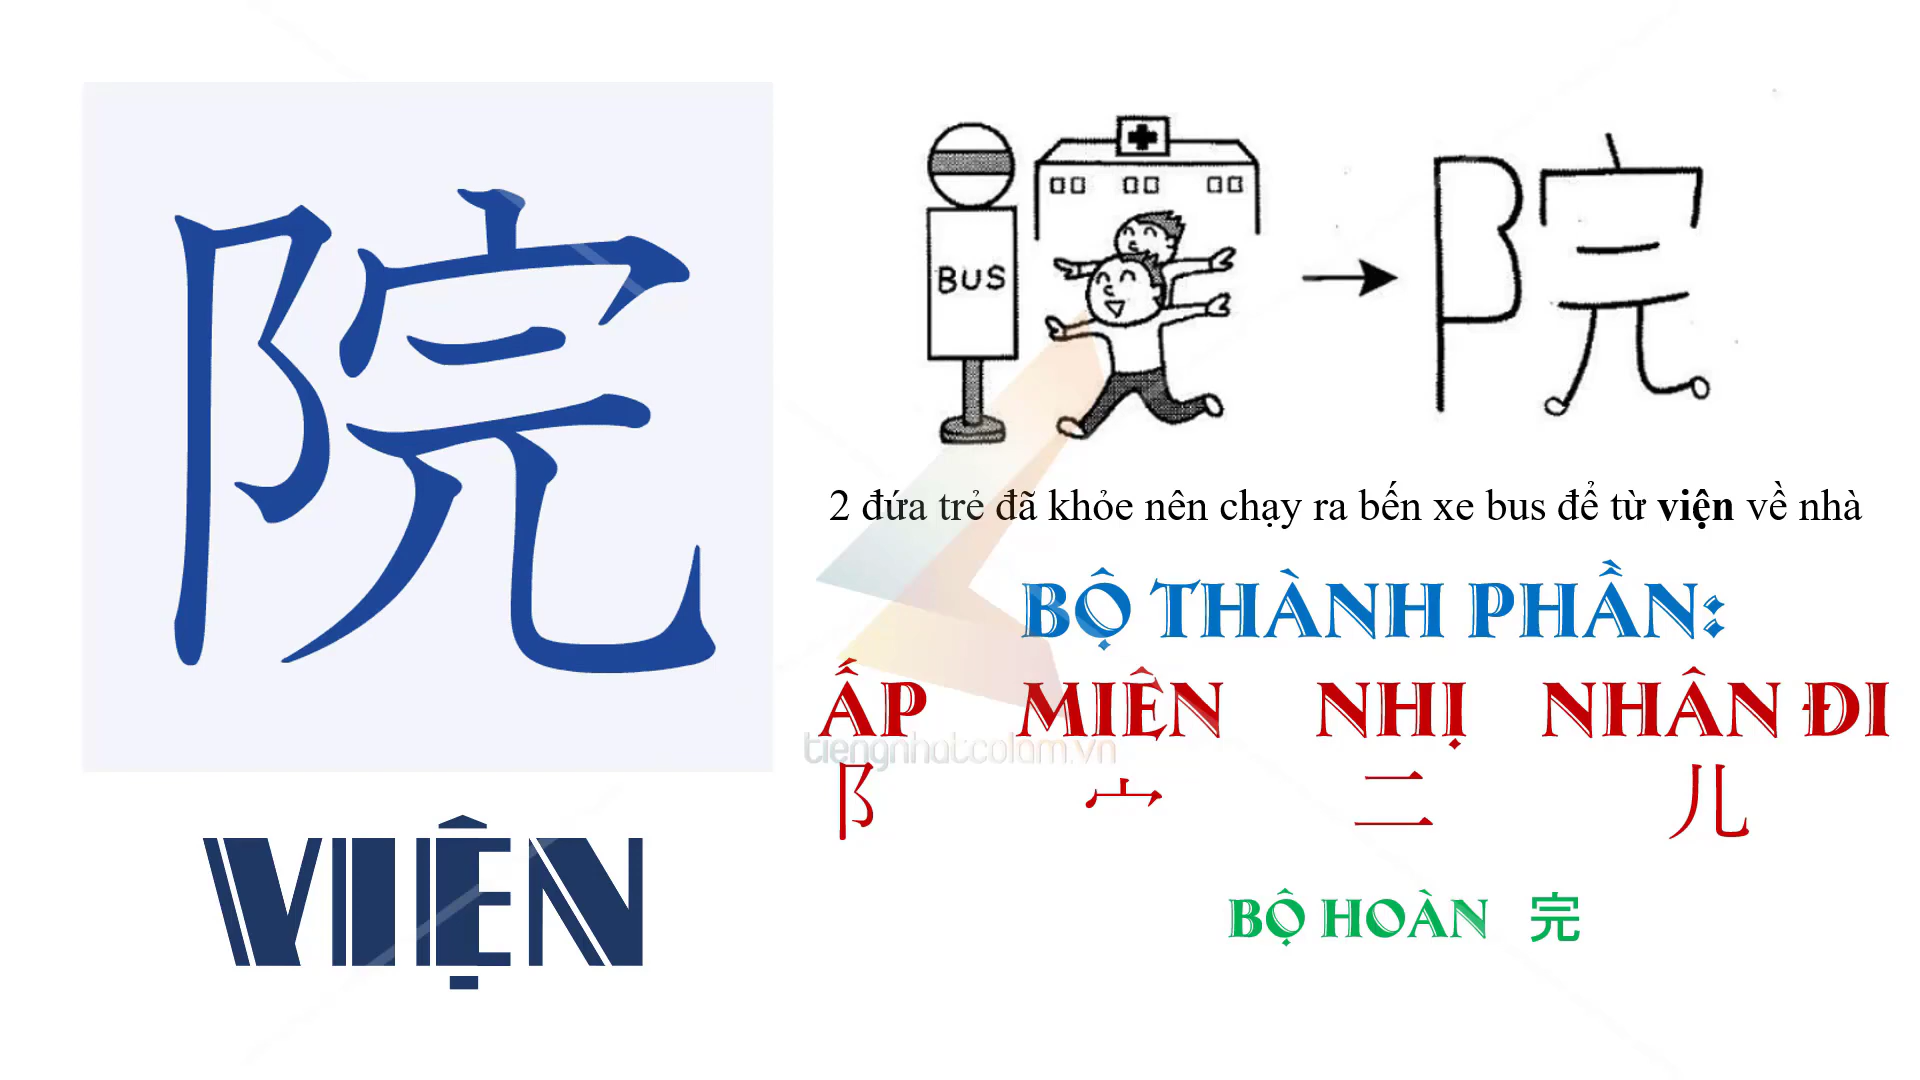 院
VIỆN
BUS
院
2 đứa trẻ đã khỏe nên chạy ra bến xe bus để từ viện về nhà
BỘ THÀNH PHẦN:
ẤP MIÊN NHỊ NHÂN ĐI
阝 宀 二 儿
tiengnhatcolam.vn
BỘ HOÀN 完